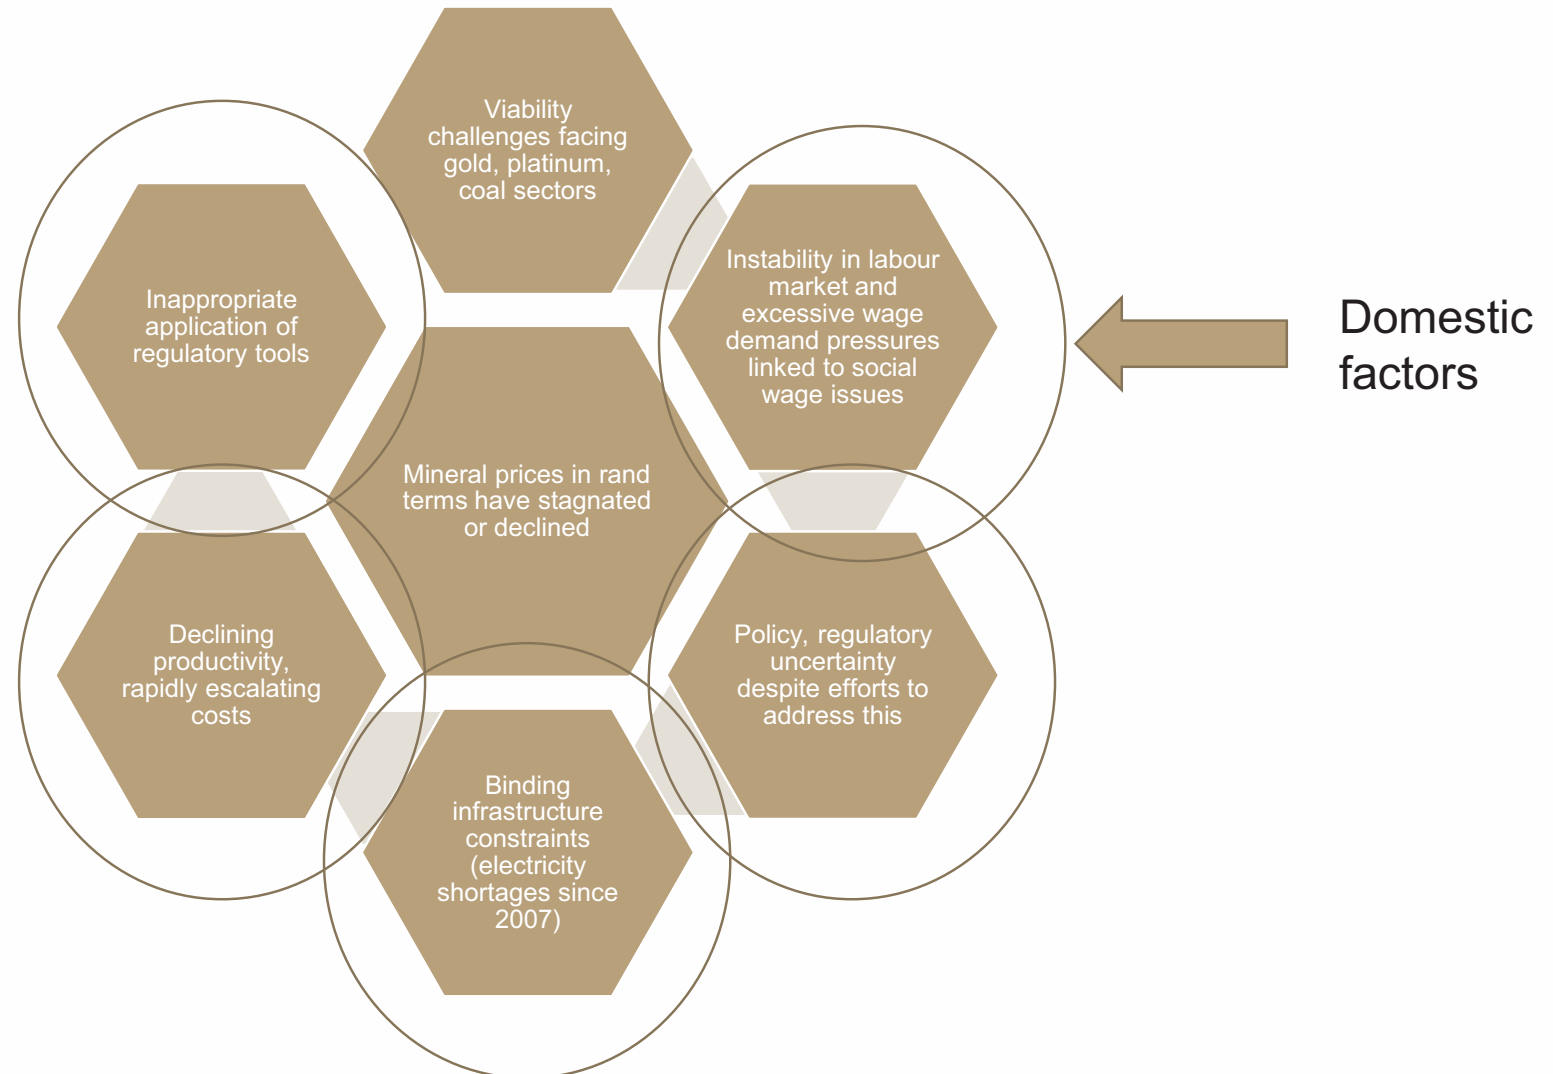 Viability
challenges facing
gold, platinum,
coal sectors
Instability in labour
market and
excessive wage
demand pressures
linked to social
wage issues
Domestic
factors
Inappropriate
application of
regulatory tools
Mineral prices in rand
terms have stagnated
or declined
Declining
productivity,
rapidly escalating
costs
Policy, regulatory
uncertainty
despite efforts to
address this
Binding
infrastructure
constraints
(electricity
shortages since
2007)